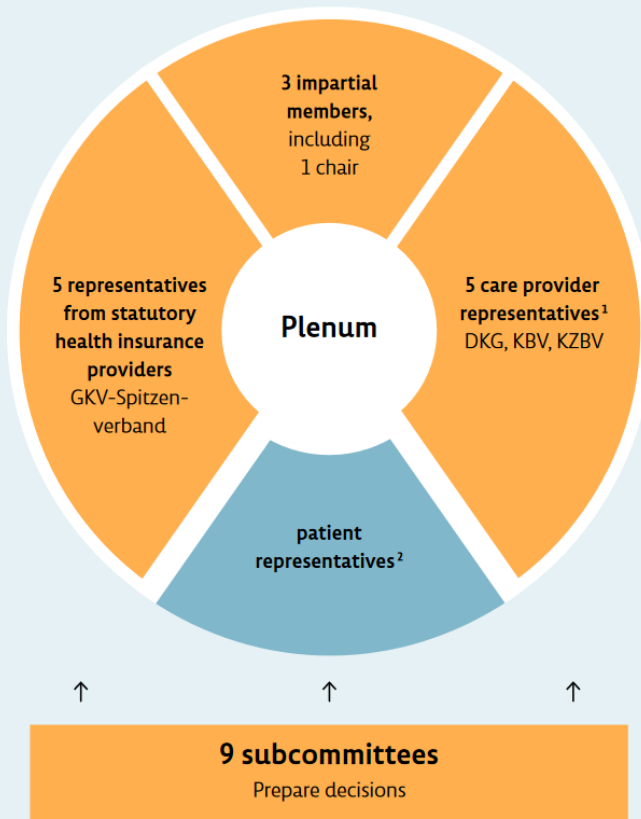 3 impartial
members,
including
1 chair
5 representatives
from statutory
health insurance
providers
GKV-Spitzen-
verband
Plenum
5 care provider
representatives¹
DKG, KBV, KZBV
patient
representatives²
9 subcommittees
Prepare decisions